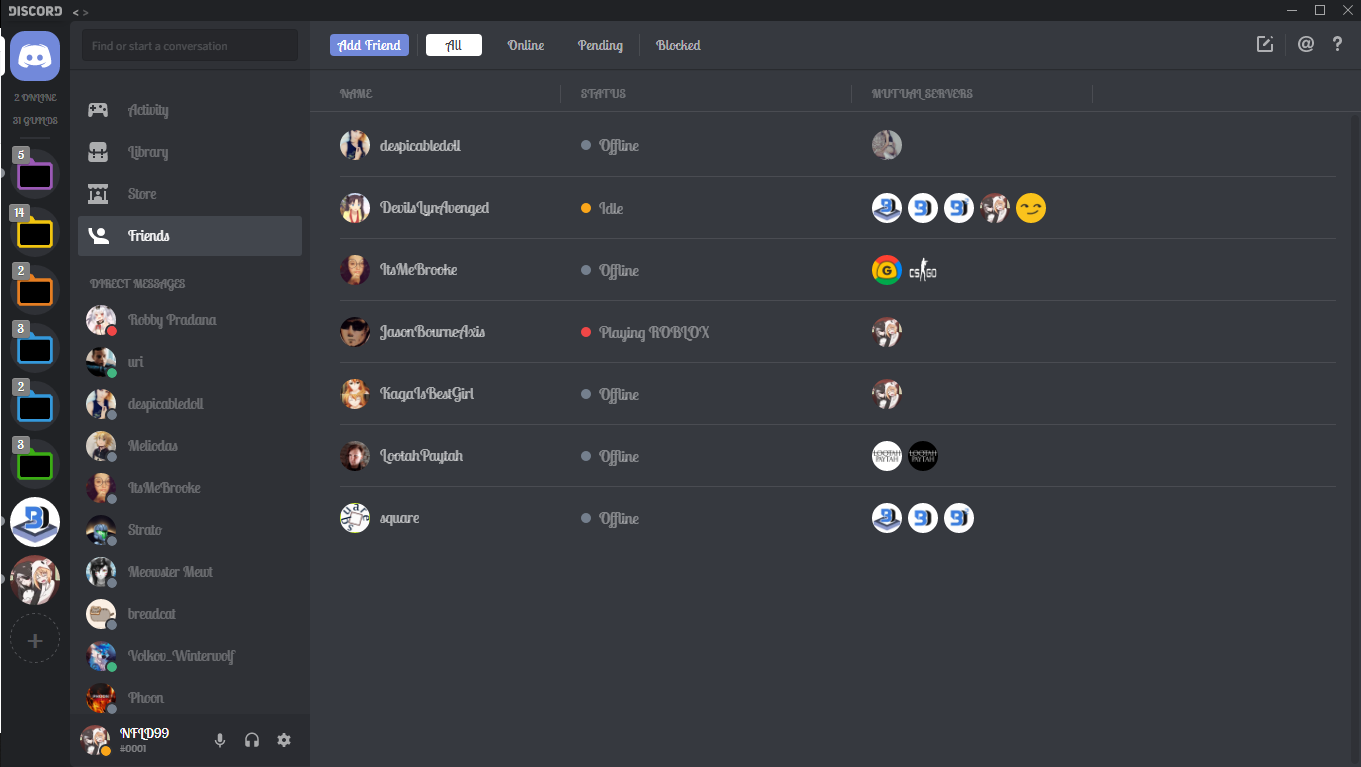 DISCORD < >
Find or start a conversation
2 ONLINE
31 GUILDS
5
14
2
3
2
3
Activity
Library
Store
Friends
DIRECT MESSAGES
Robby Pradana
uri
despicabledoll
Meliodas
ItsMeBrooke
Strato
Meowster Mewt
breadcat
Volkov_Winterwolf
Phoon
NFLD99
#0001
Add Friend All Online Pending Blocked @ ?
NAME STATUS MUTUAL SERVERS
despicabledoll Offline
DevilsLynAvenged Idle
ItsMeBrooke Offline G CS GO
JasonBourneAxis Playing ROBLOX
KagaIsBestGirl Offline
LootahPaytah Offline LOOTAH PAYTAH LOOTAH PAYTAH
square Offline